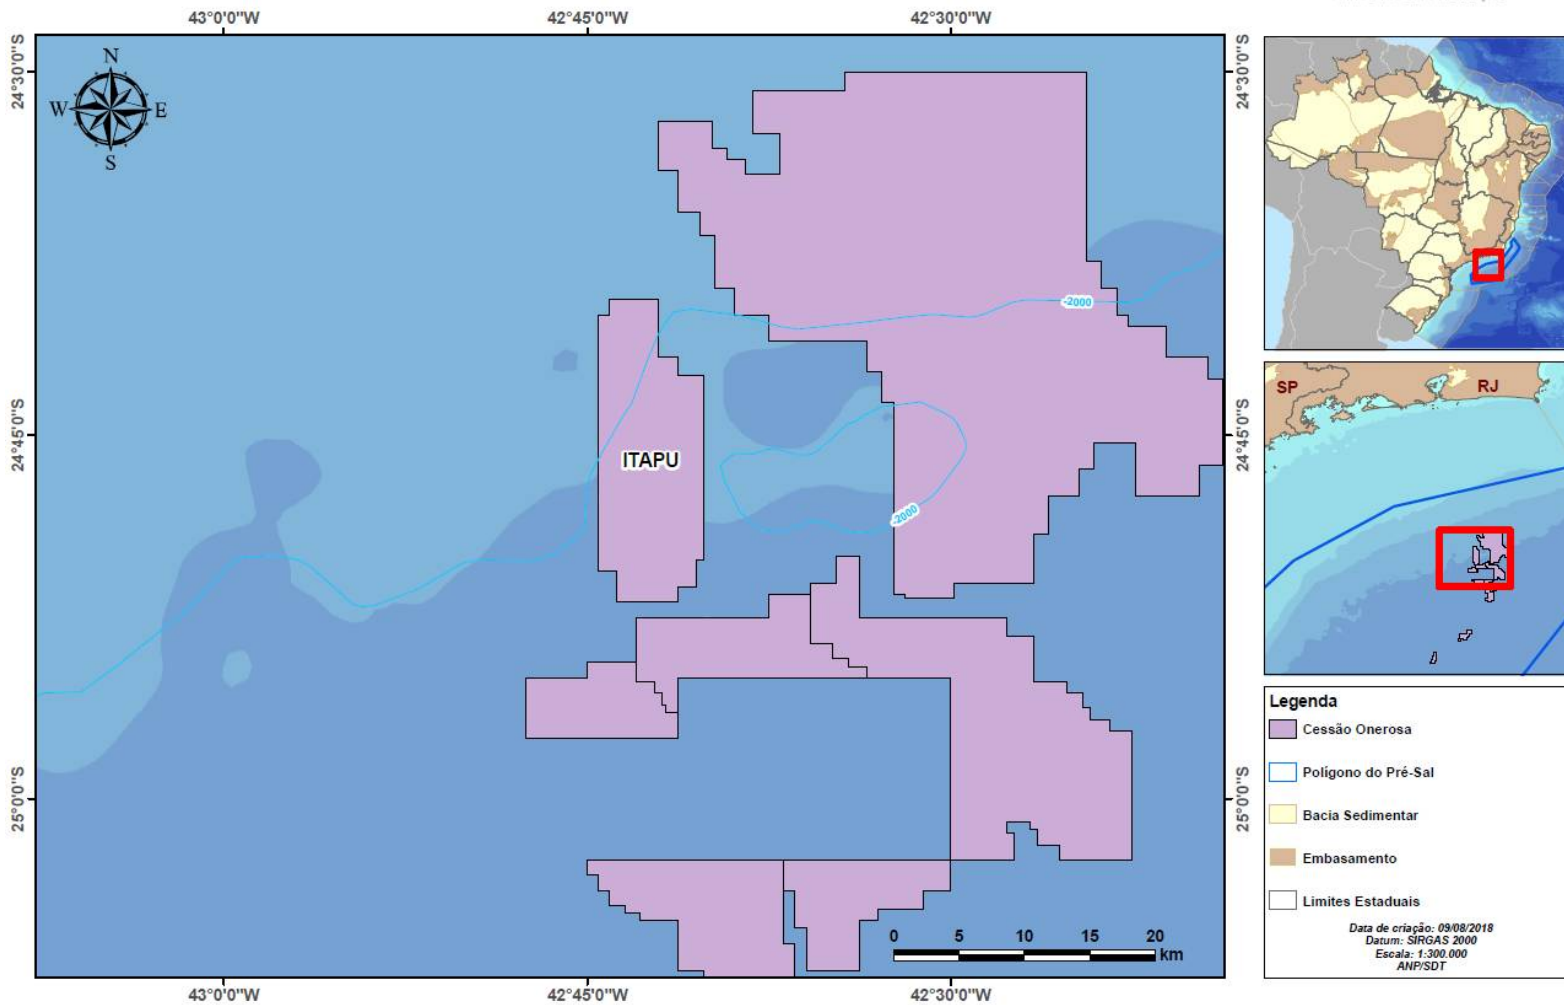 43°0'0"W
42°45'0"W
42°30'0"W
24°30'0"S
24°30'0"S
N
W
E
S
-2000
24°45'0"S
24°45'0"S
ITAPU
-2000
25°0'0"S
25°0'0"S
0 5 10 15 20
km
43°0'0"W
42°45'0"W
42°30'0"W
SP
RJ
Legenda
Cessão Onerosa
Polígono do Pré-Sal
Bacia Sedimentar
Embasamento
Limites Estaduais
Data de criação: 09/08/2018
Datum: SIRGAS 2000
Escala: 1:300.000
ANP/SDT